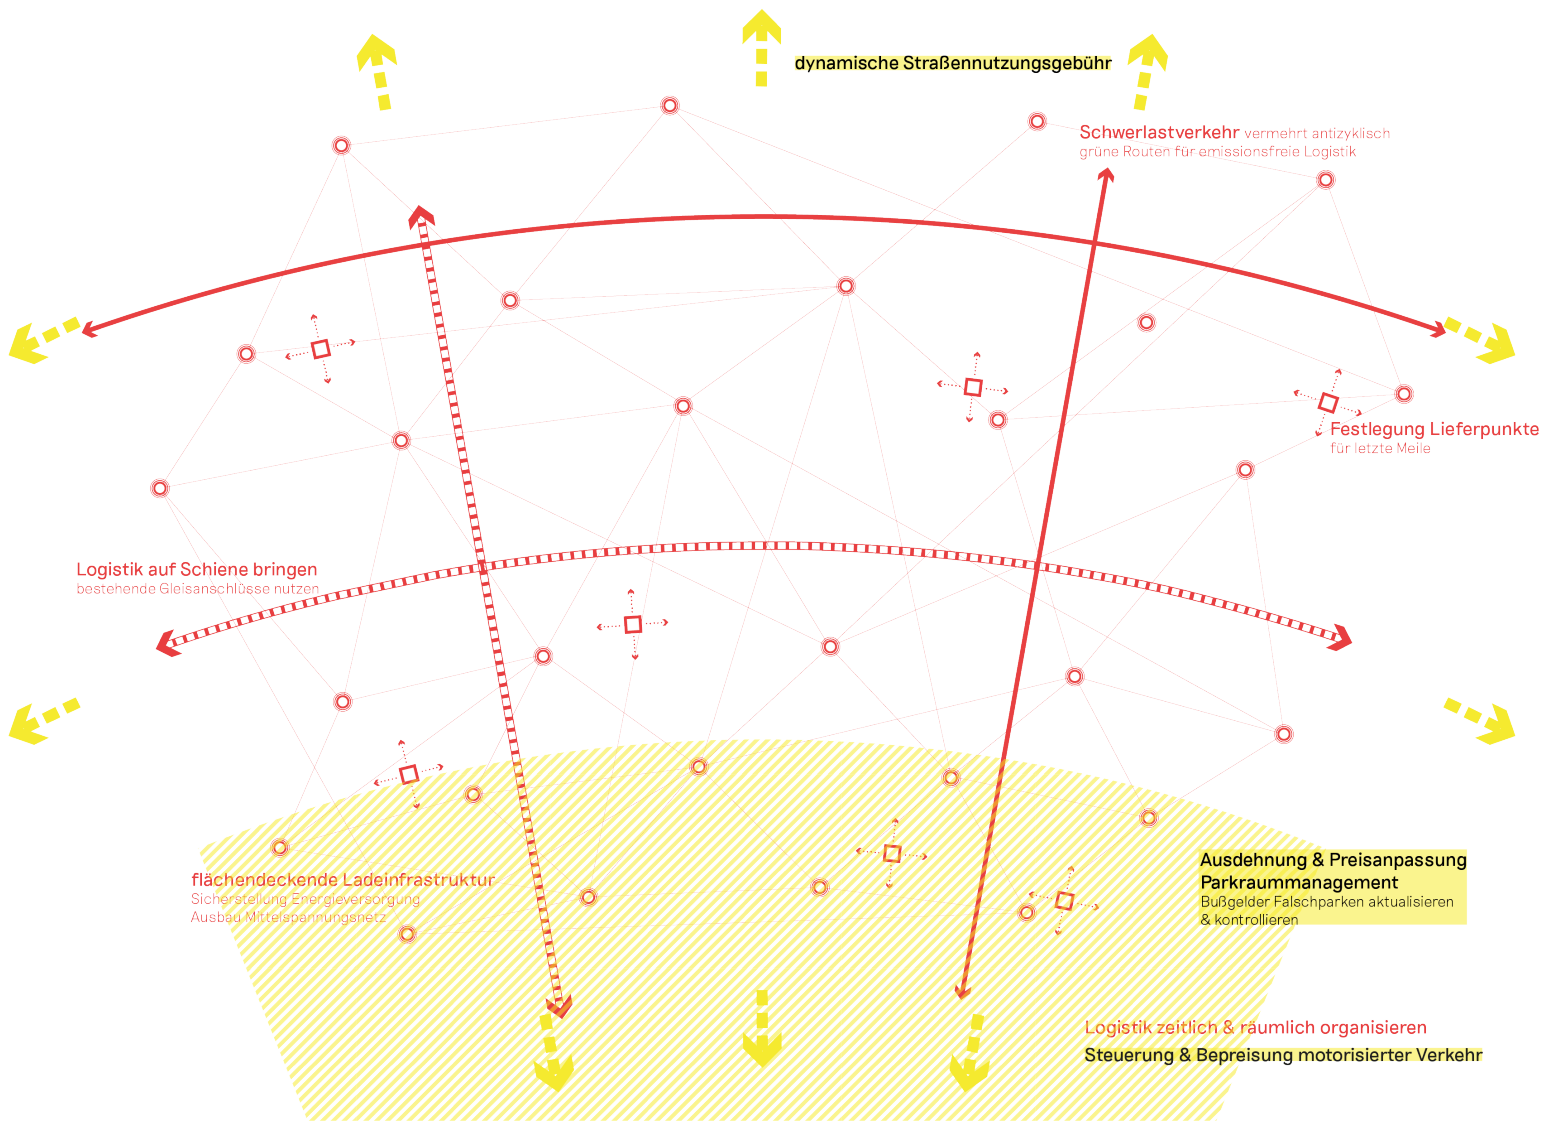 dynamische Straßennutzungsgebühr
Schwerlastverkehr vermehrt antizyklisch
grüne Routen für emissionsfreie Logistik
Festlegung Lieferpunkte
für letzte Meile
Logistik auf Schiene bringen
bestehende Gleisanschlüsse nutzen
flächendeckende Ladeinfrastruktur
Sicherstellung Energieversorgung
Ausbau Mittelspannungsnetz
Ausdehnung & Preisanpassung
Parkraummanagement
Bußgelder Falschparken aktualisieren
& kontrollieren
Logistik zeitlich & räumlich organisieren
Steuerung & Bepreisung motorisierter Verkehr